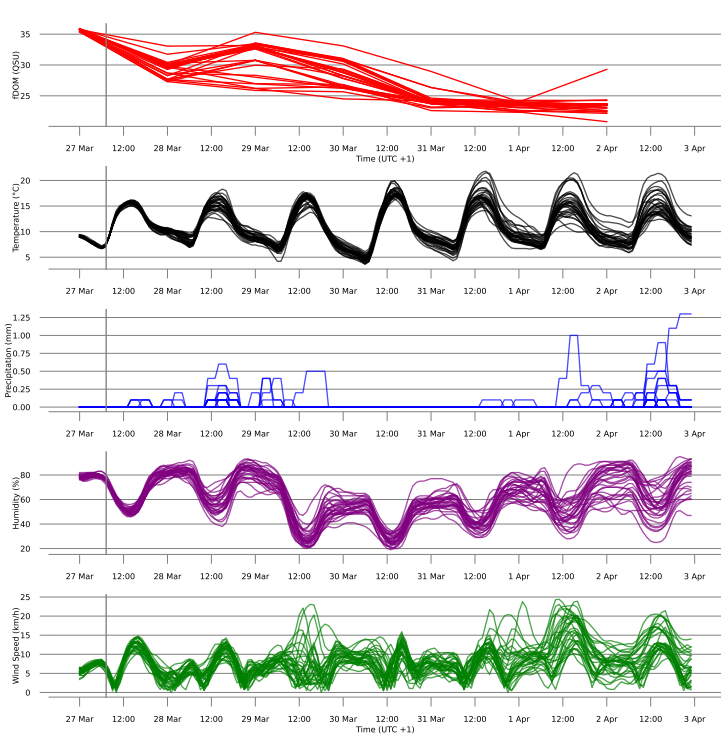 35
30
25
fDOM (QSU)
27 Mar 12:00 28 Mar 12:00 29 Mar 12:00 30 Mar 12:00 31 Mar 12:00 1 Apr 12:00 2 Apr 12:00 3 Apr
Time (UTC +1)
20
15
10
5
Temperature (°C)
27 Mar 12:00 28 Mar 12:00 29 Mar 12:00 30 Mar 12:00 31 Mar 12:00 1 Apr 12:00 2 Apr 12:00 3 Apr
1.25
1.00
0.75
0.50
0.25
0.00
Precipitation (mm)
27 Mar 12:00 28 Mar 12:00 29 Mar 12:00 30 Mar 12:00 31 Mar 12:00 1 Apr 12:00 2 Apr 12:00 3 Apr
80
60
40
20
Humidity (%)
27 Mar 12:00 28 Mar 12:00 29 Mar 12:00 30 Mar 12:00 31 Mar 12:00 1 Apr 12:00 2 Apr 12:00 3 Apr
25
20
15
10
5
0
Wind Speed (km/h)
27 Mar 12:00 28 Mar 12:00 29 Mar 12:00 30 Mar 12:00 31 Mar 12:00 1 Apr 12:00 2 Apr 12:00 3 Apr
Time (UTC +1)